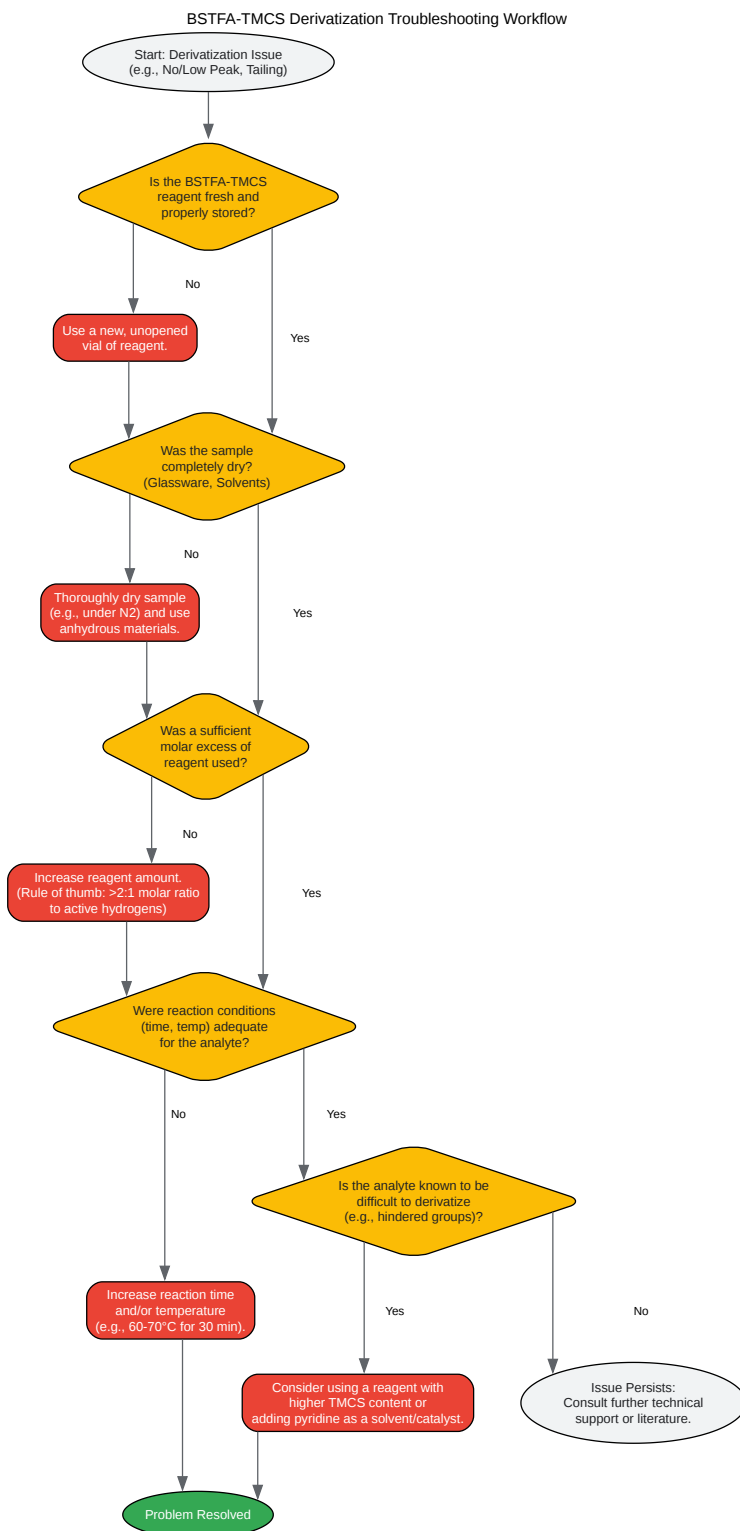 BSTFA-TMCS Derivatization Troubleshooting Workflow
Start: Derivatization Issue
(e.g., No/Low Peak, Tailing)
Is the BSTFA-TMCS
reagent fresh and
properly stored?
No
Use a new, unopened
vial of reagent.
Yes
Was the sample
completely dry?
(Glassware, Solvents)
No
Thoroughly dry sample
(e.g., under N2) and use
anhydrous materials.
Yes
Was a sufficient
molar excess of
reagent used?
No
Increase reagent amount.
(Rule of thumb: >2:1 molar ratio
to active hydrogens)
Yes
Were reaction conditions
(time, temp) adequate
for the analyte?
No
Yes
Is the analyte known to be
difficult to derivatize
(e.g., hindered groups)?
Increase reaction time
and/or temperature
(e.g., 60-70°C for 30 min).
Yes
No
Consider using a reagent with
higher TMCS content or
adding pyridine as a solvent/catalyst.
Issue Persists:
Consult further technical
support or literature.
Problem Resolved